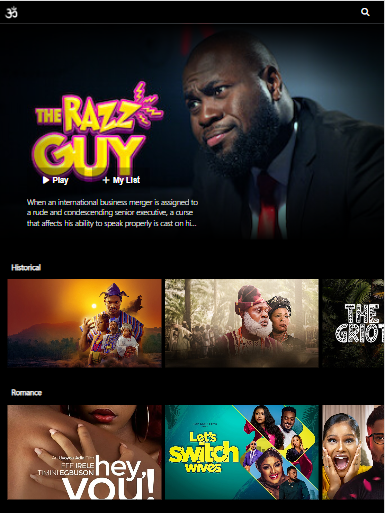 ॐ
THE RAZZ
GUY
Play
My List
When an international business merger is assigned to
a rude and condescending senior executive, a curse
that affects his ability to speak properly is cast on hi...
Historical
THE
GRIOT
Romance
EFE IRELE
TIMINI EGBUSON
hey,
you!
Let's
switch
wives